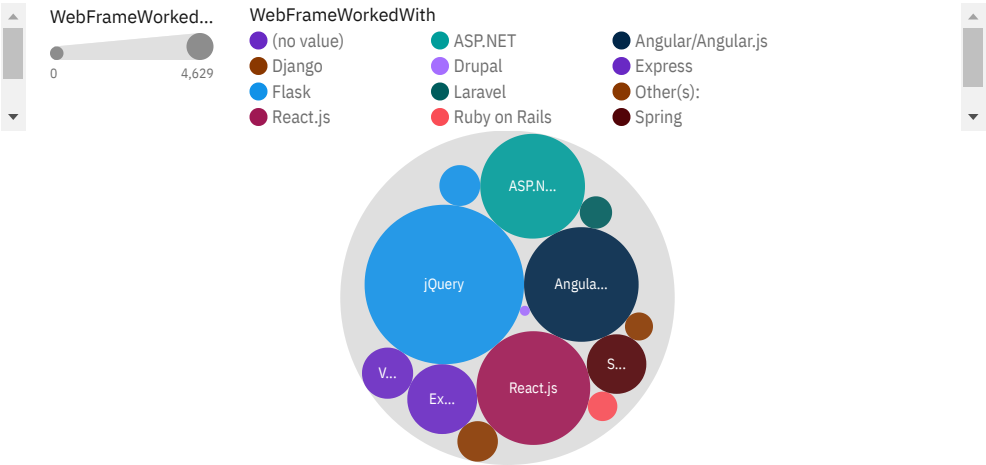 WebFrameWorked...
0 4,629
WebFrameWorkedWith
(no value) ASP.NET Angular/Angular.js
Django Drupal Express
Flask Laravel Other(s):
React.js Ruby on Rails Spring
ASP.N...
jQuery
Angula...
V...
Ex...
React.js
S...